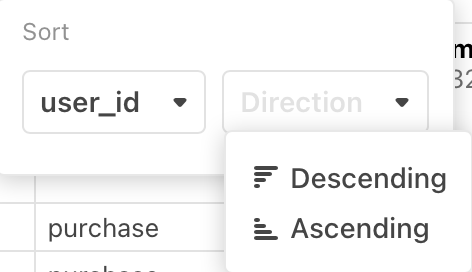 Sort
user_id
Direction
Descending
Ascending
purchase